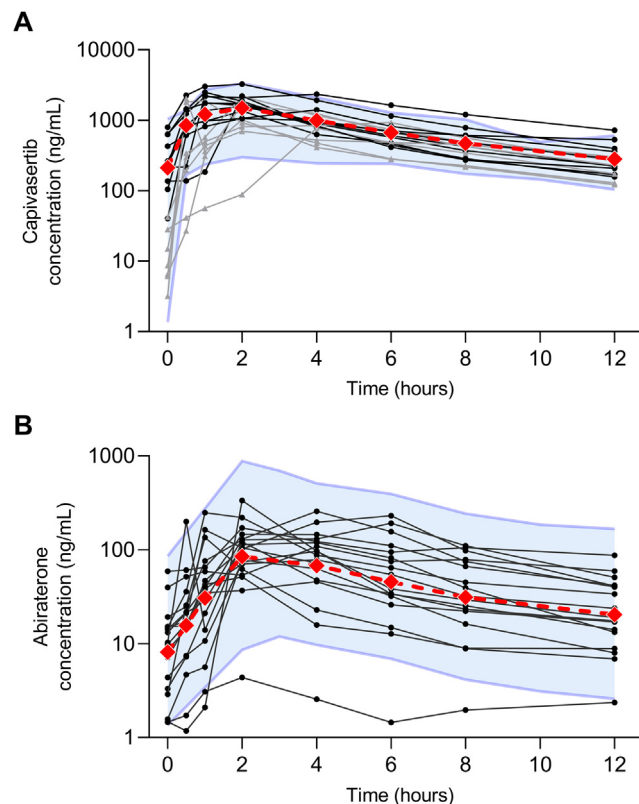 A
10000
1000
100
10
1
Capivasertib
concentration (ng/mL)
0 2 4 6 8 10 12
Time (hours)
B
1000
100
10
1
Abiraterone
concentration (ng/mL)
0 2 4 6 8 10 12
Time (hours)